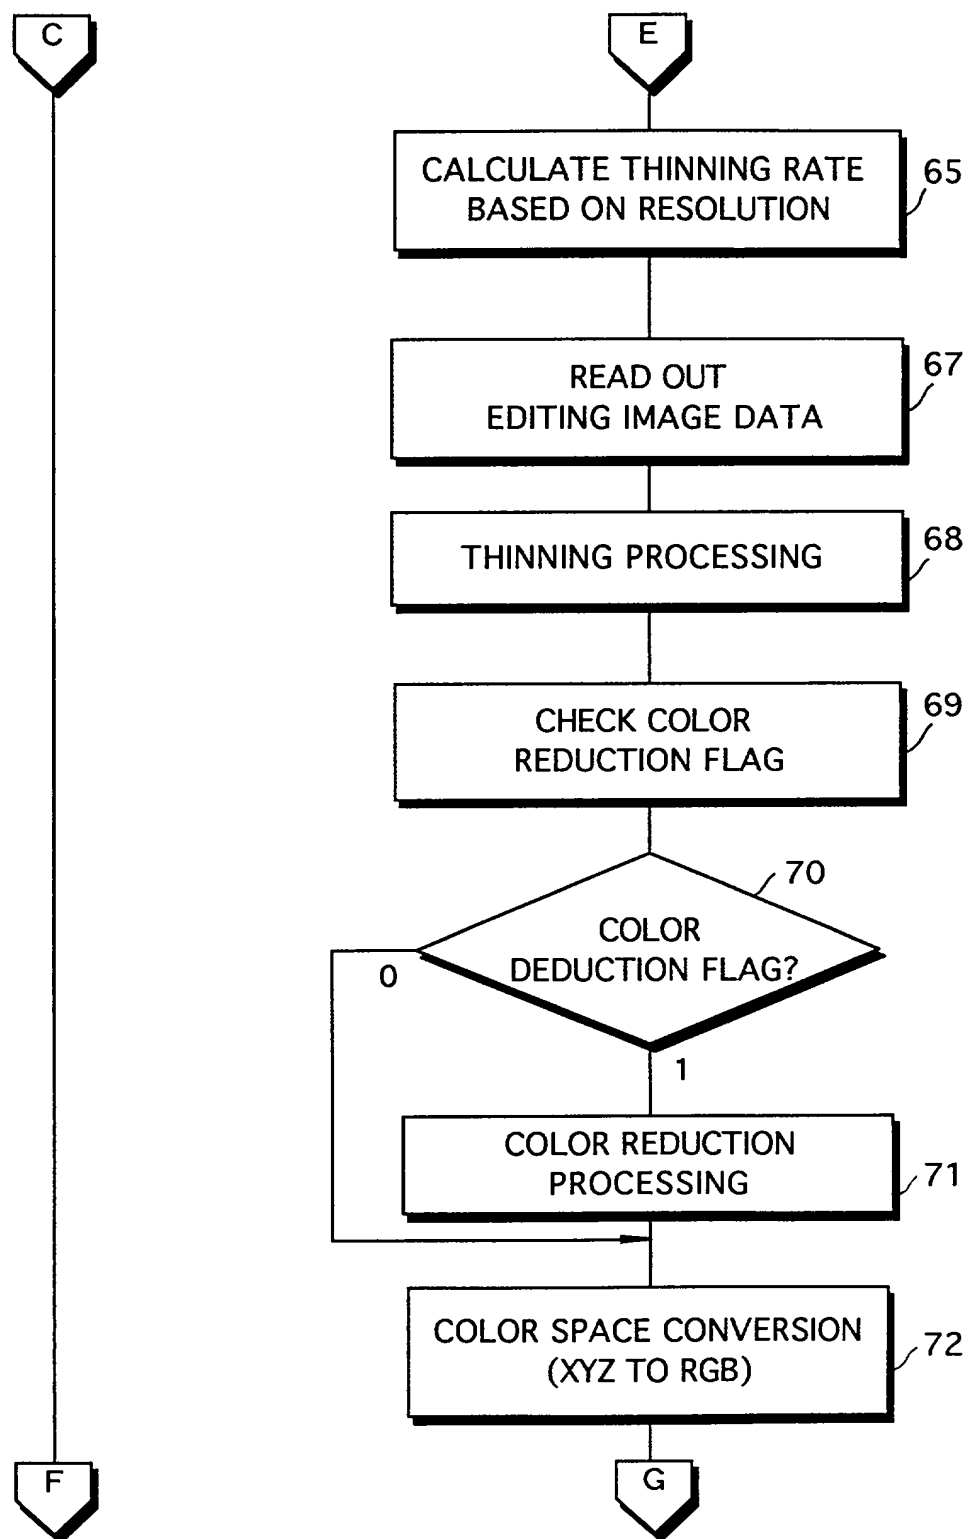 C
E
CALCULATE THINNING RATE
BASED ON RESOLUTION
65
READ OUT
EDITING IMAGE DATA
67
THINNING PROCESSING
68
CHECK COLOR
REDUCTION FLAG
69
70
COLOR
DEDUCTION FLAG?
0
1
COLOR REDUCTION
PROCESSING
71
COLOR SPACE CONVERSION
(XYZ TO RGB)
72
F
G